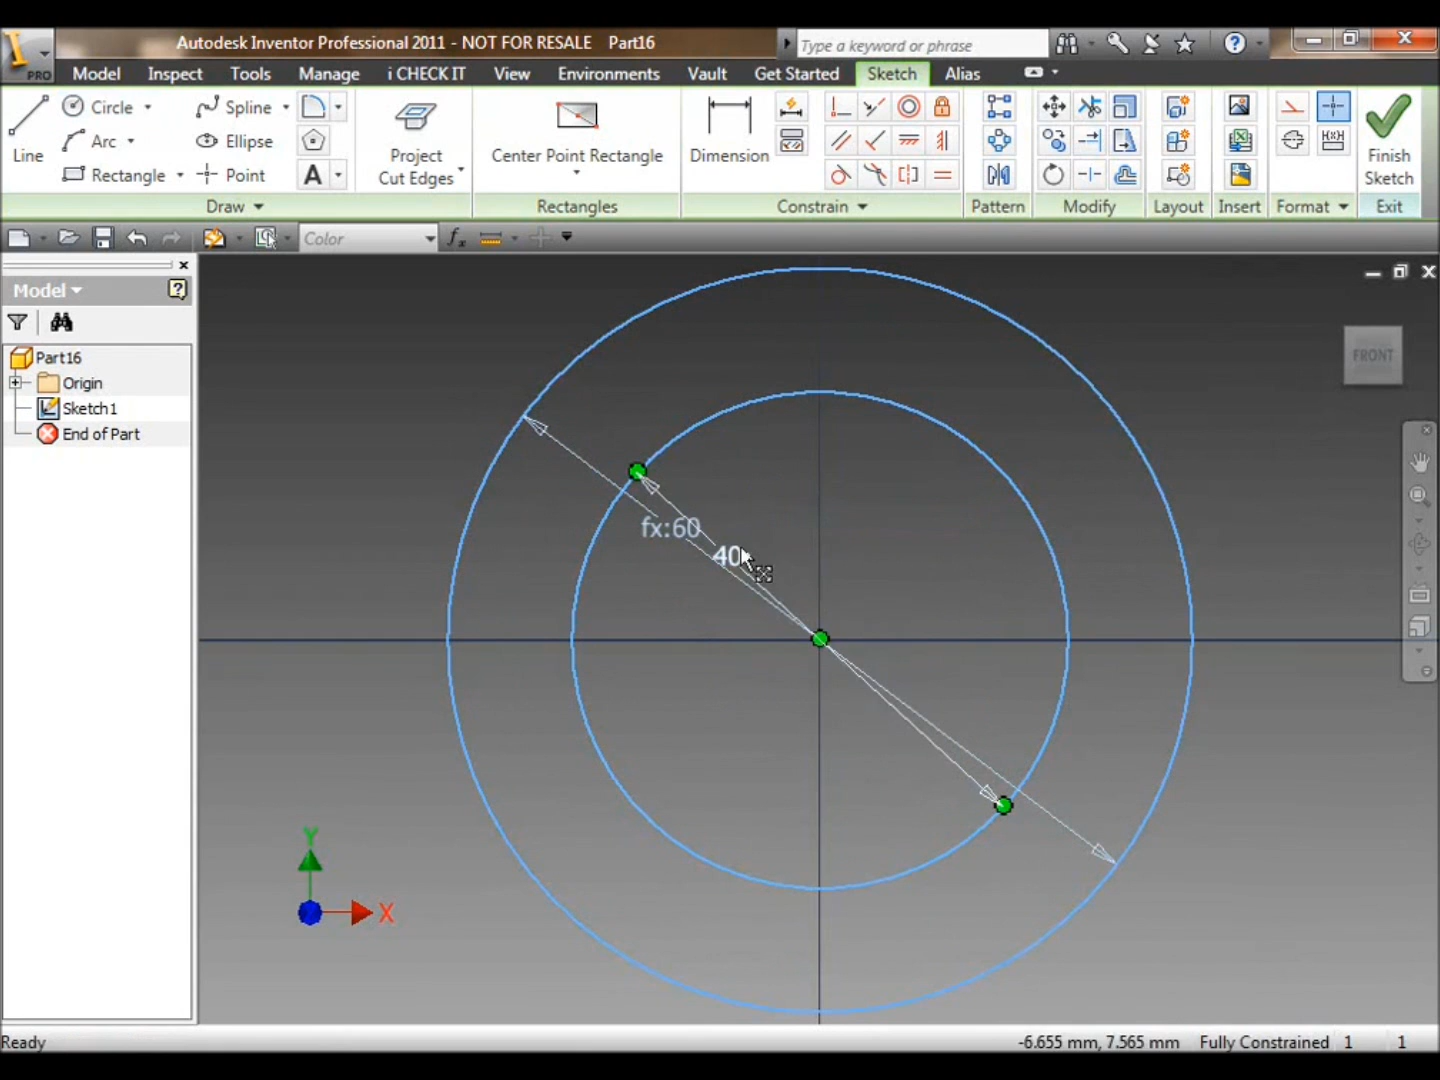 Autodesk Inventor Professional 2011 - NOT FOR RESALE Part16
Type a keyword or phrase
PRO Model Inspect Tools Manage i CHECK IT View Environments Vault Get Started Sketch Alias
Line
Circle
Arc
Rectangle
Spline
Ellipse
Point
A
Project
Cut Edges
Center Point Rectangle
Dimension
Finish
Sketch
Draw Rectangles Constrain Pattern Modify Layout Insert Format Exit
Color
fx
Model
Part16
Origin
Sketch1
End of Part
FRONT
fx:60
40
Y
X
Ready
-6.655 mm, 7.565 mm Fully Constrained 1 1